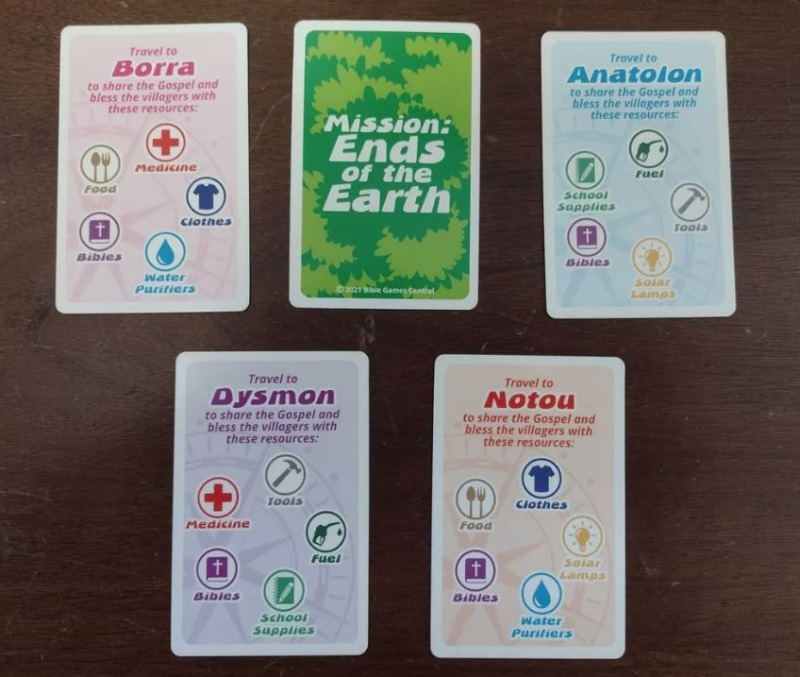 Travel to
Borra
to share the Gospel and
bless the villagers with
these resources:
Medicine
Food
Clothes
Bibles
Water
Purifiers
Mission:
Ends
of the
Earth
© 2021 Bible Games Central
Travel to
Anatolon
to share the Gospel and
bless the villagers with
these resources:
Fuel
School
Supplies
Tools
Bibles
Solar
Lamps
Travel to
Dysmon
to share the Gospel and
bless the villagers with
these resources:
Tools
Medicine
Fuel
Bibles
School
Supplies
Travel to
Notou
to share the Gospel and
bless the villagers with
these resources:
Clothes
Food
Solar
Lamps
Bibles
Water
Purifiers